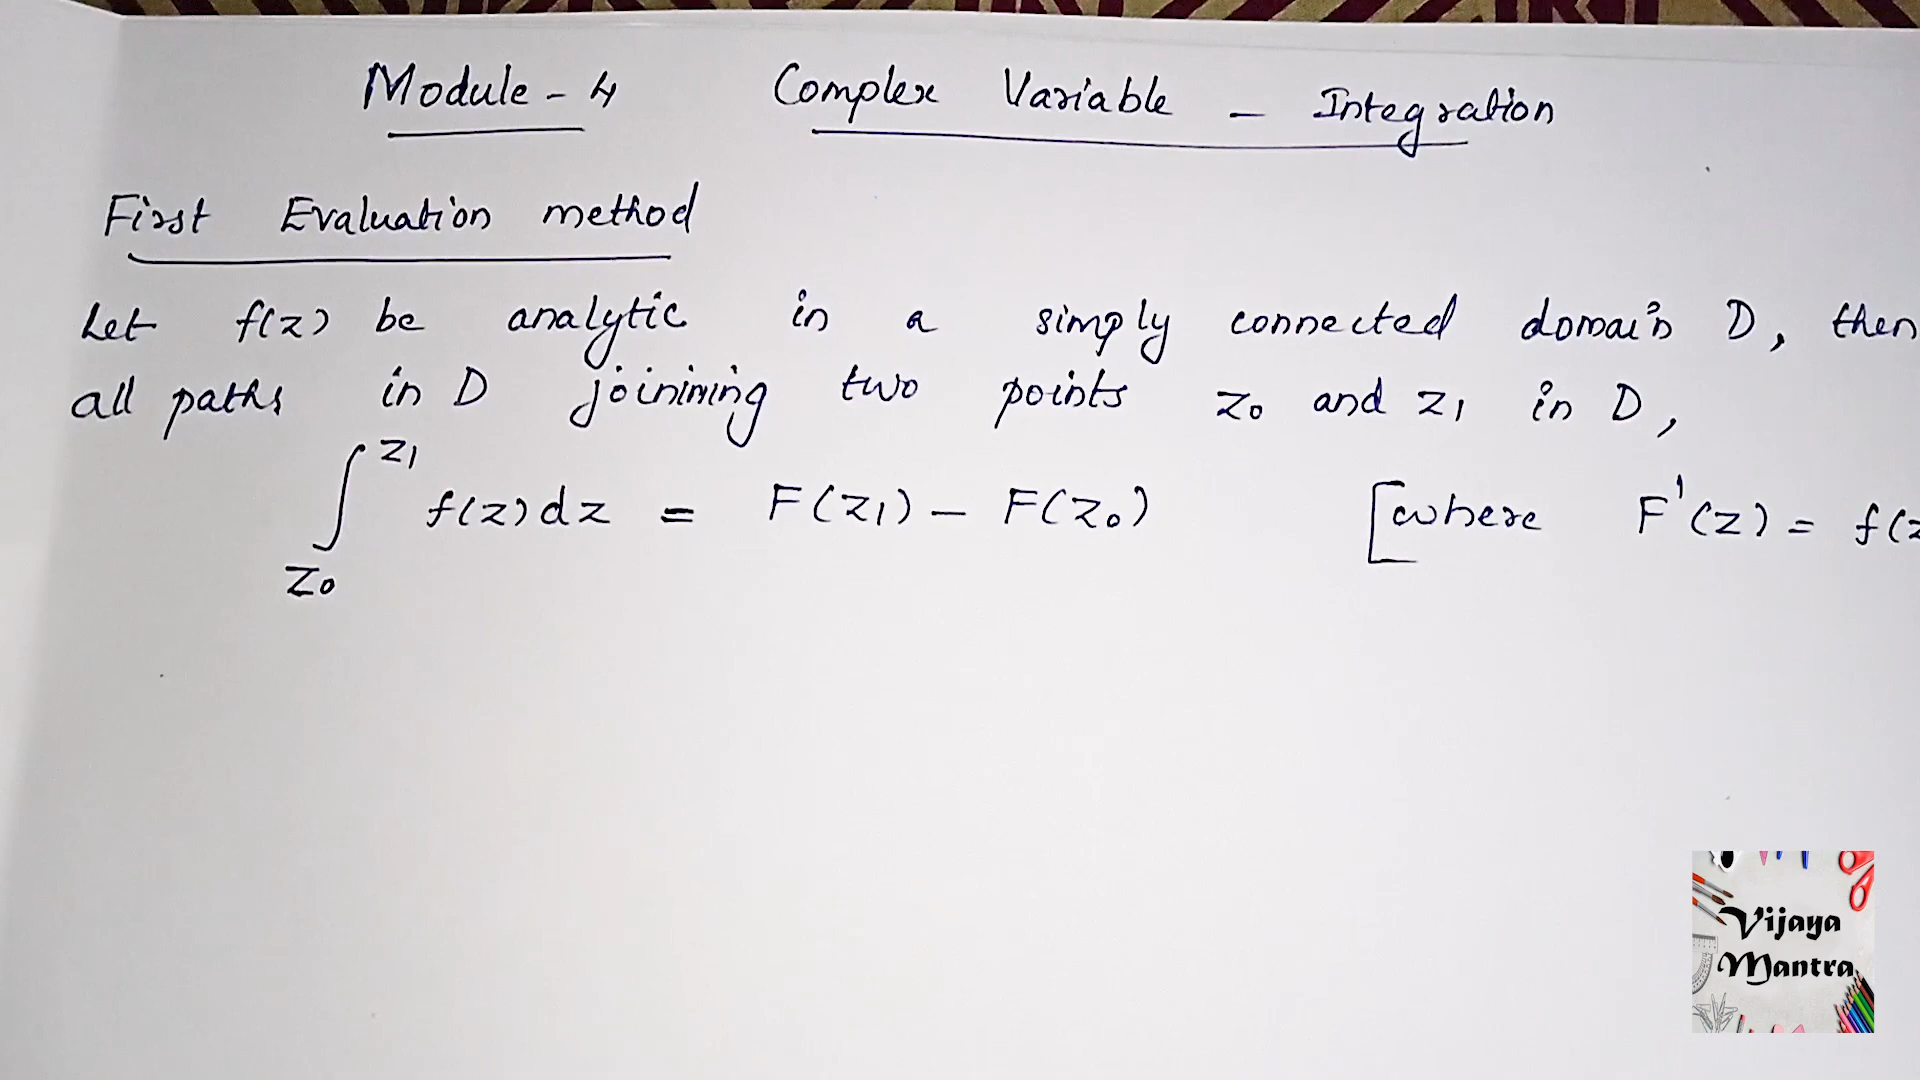 Module - 4 Complex Variable - Integration
First Evaluation method
Let f(z) be analytic in a simply connected domain D, then
all paths in D joinining two points z0 and z1 in D,
∫_{z0}^{z1} f(z) dz = F(z1) - F(z0) [where F'(z) = f(z
Vijaya
Mantra